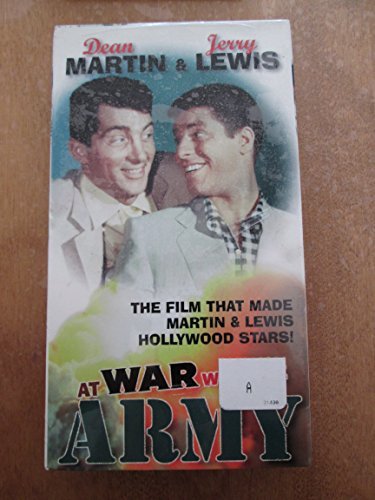 Dean Jerry
MARTIN & LEWIS
THE FILM THAT MADE
MARTIN & LEWIS
HOLLYWOOD STARS!
AT WAR
A
ARMY